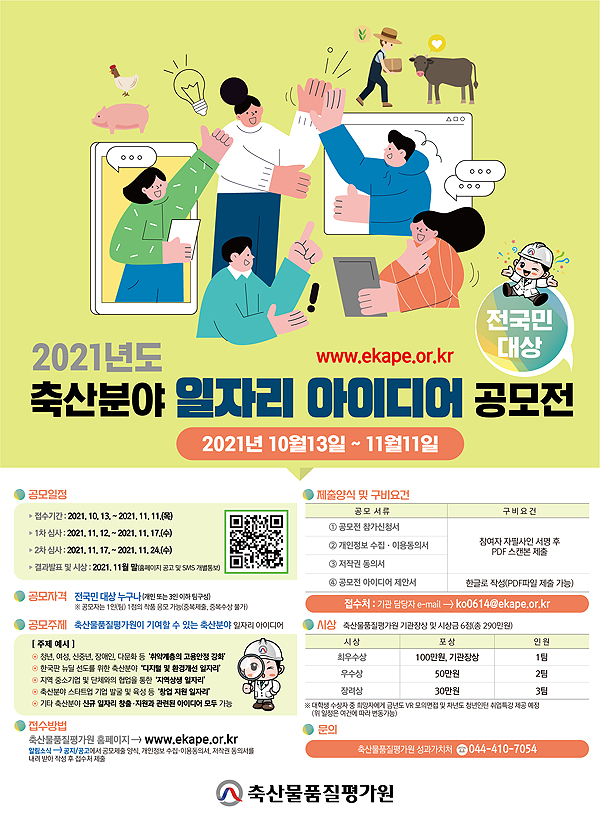 전국민
대상
www.ekape.or.kr
2021년도
축산분야 일자리 아이디어 공모전
2021년 10월13일 ~ 11월11일
공모일정
▶ 접수기간 : 2021. 10. 13. ~ 2021. 11. 11.(목)
▶ 1차 심사 : 2021. 11. 12. ~ 2021. 11. 17.(수)
▶ 2차 심사 : 2021. 11. 17. ~ 2021. 11. 24.(수)
▶ 결과발표 및 시상 : 2021. 11월 말(홈페이지 공고 및 SMS 개별통보)
공모자격 전국민 대상 누구나(개인 또는 3인 이하 팀구성)
※ 공모자는 1인(팀) 1점의 작품 응모 가능(중복제출, 중복수상 불가)
공모주제 축산물품질평가원이 기여할 수 있는 축산분야 일자리 아이디어
[ 주제 예시 ]
청년, 여성, 신중년, 장애인, 다문화 등 '취약계층의 고용안정 강화'
한국판 뉴딜 선도를 위한 축산분야 "디지털 및 환경개선 일자리"
지역 중소기업 및 단체와의 협업을 통한 "지역상생 일자리"
축산분야 스타트업 기업 발굴 및 육성 등 "창업 지원 일자리"
기타 축산분야 신규 일자리 창출·지원과 관련된 아이디어 모두 가능
접수방법
축산물품질평가원 홈페이지 → www.ekape.or.kr
알림소식 → 공지/공고에서 공모제출 양식, 개인정보 수집·이용동의서, 저작권 동의서를
내려 받아 작성 후 접수처 제출
제출양식 및 구비요건
공모 서류 구비요건
① 공모전 참가신청서
② 개인정보 수집·이용동의서
③ 저작권 동의서
참여자 자필사인 서명 후
PDF 스캔본 제출
④ 공모전 아이디어 제안서 한글로 작성(PDF파일 제출 가능)
접수처 : 기관 담당자 e-mail → ko0614@ekape.or.kr
시상 축산물품질평가원 기관장상 및 시상금 6점(총 290만원)
시상 포상 인원
최우수상 100만원, 기관장상 1팀
우수상 50만원 2팀
장려상 30만원 3팀
※ 대학생 수상자 중 희망자에게 금년도 VR 모의면접 및 차년도 청년인턴 취업특강 제공 예정
(위 일정은 여건에 따라 변동가능)
문의
축산물품질평가원 성과가치처 ☎ 044-410-7054
축산물품질평가원